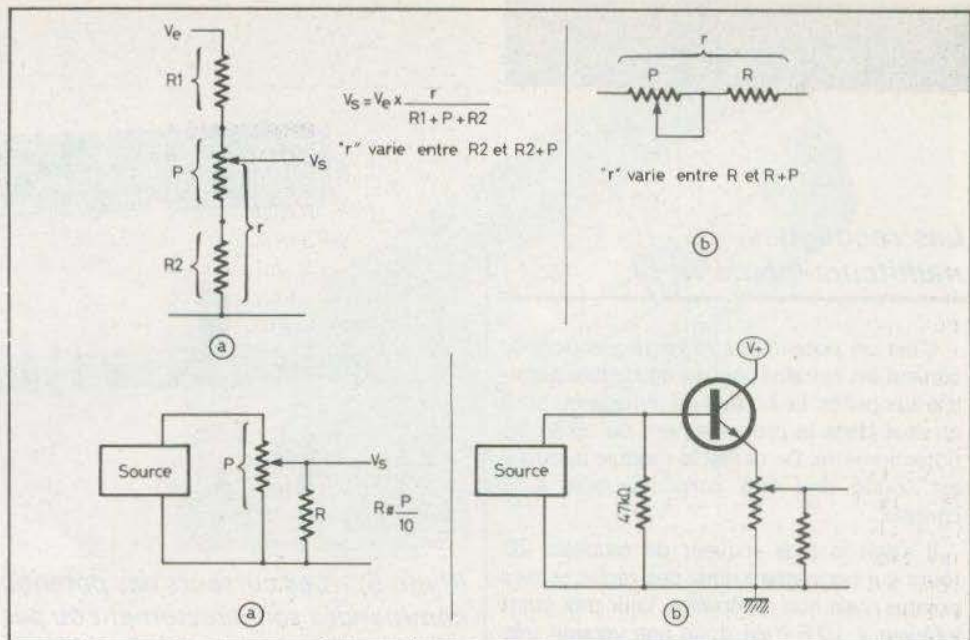 Ve
R1
P
Vs
r
R2
Vs = Ve x r
R1 + P + R2
"r" varie entre R2 et R2+P
a
r
P
R
"r" varie entre R et R+P
b
Source
P
Vs
R
R # P
10
a
V+
Source
47kΩ
b